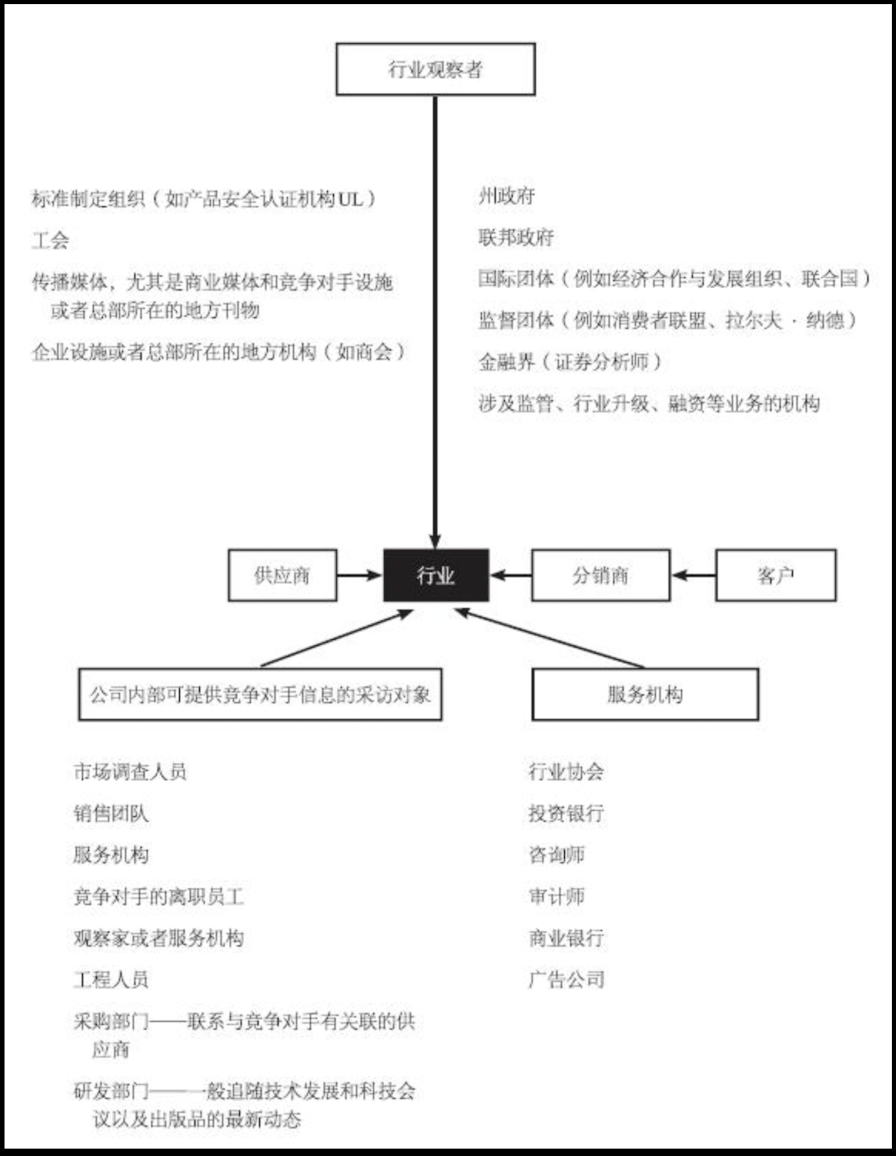 行业观察者
标准制定组织（如产品安全认证机构UL）
工会
传播媒体，尤其是商业媒体和竞争对手设施
或者总部所在的地方刊物
企业设施或者总部所在的地方机构（如商会）
州政府
联邦政府
国际团体（例如经济合作与发展组织、联合国）
监督团体（例如消费者联盟、拉尔夫·纳德）
金融界（证券分析师）
涉及监管、行业升级、融资等业务的机构
供应商
行业
分销商
客户
公司内部可提供竞争对手信息的采访对象
市场调查人员
销售团队
服务机构
竞争对手的离职员工
观察家或者服务机构
工程人员
采购部门——联系与竞争对手有关联的供
应商
研发部门——一般追随技术发展和科技会
议以及出版品的最新动态
服务机构
行业协会
投资银行
咨询师
审计师
商业银行
广告公司